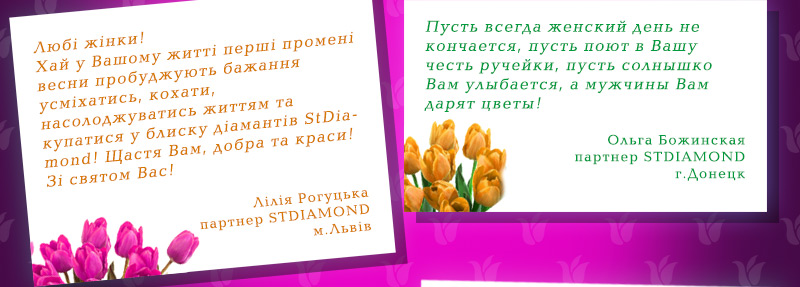 Любі жінки!
Хай у Вашому житті перші промені
весни пробуджують бажання
усміхатись, кохати,
насолоджуватись життям та
купатися у блиску діамантів StDia-
mond! Щастя Вам, добра та краси!
Зі святом Вас!
Лілія Рогуцька
партнер STDIAMOND
м.Львів
Пусть всегда женский день не
кончается, пусть поют в Вашу
честь ручейки, пусть солнышко
Вам улыбается, а мужчины Вам
дарят цветы!
Ольга Божинская
партнер STDIAMOND
г.Донецк